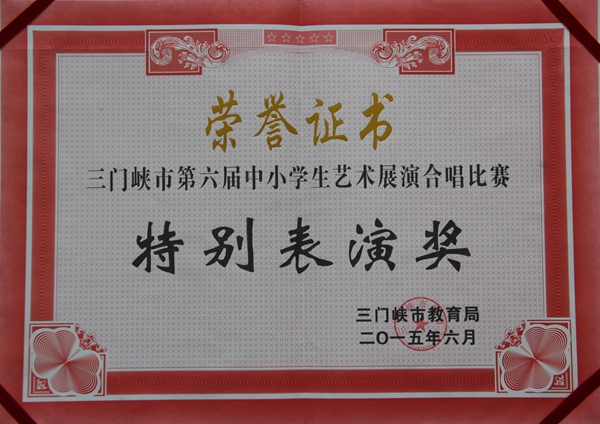 荣誉证书
三门峡市第六届中小学生艺术展演合唱比赛
特别表演奖
三门峡市教育局
二〇一五年六月